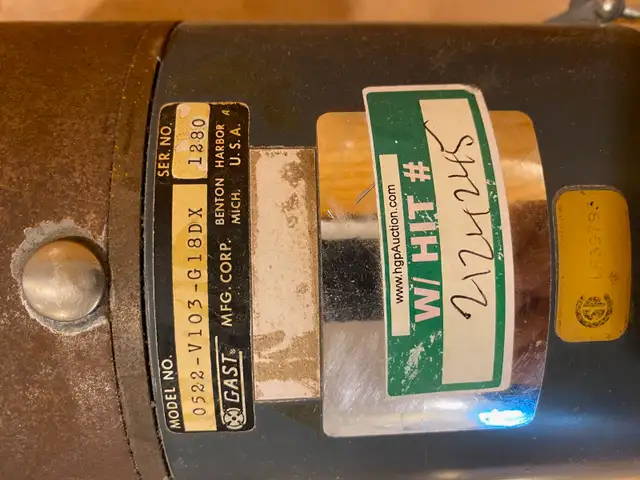 MODEL NO. SER. NO.
0522-V103-G18DX 1280
GAST® MFG. CORP. BENTON HARBOR
MICH. U. S. A.
www.hgpAuction.com
W/ HIT #
2124245